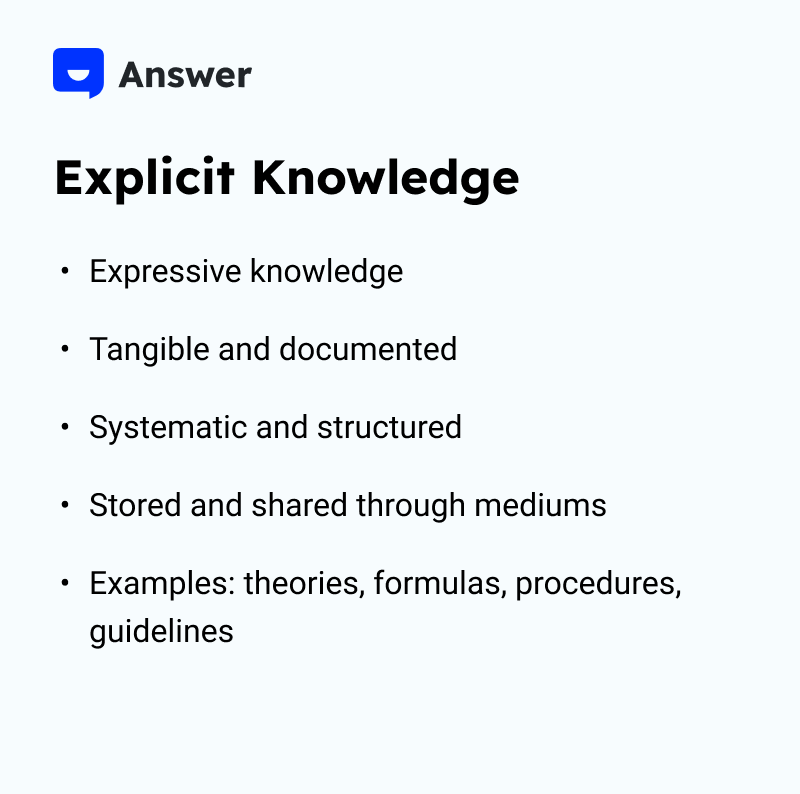 Answer
Explicit Knowledge
• Expressive knowledge
• Tangible and documented
• Systematic and structured
• Stored and shared through mediums
• Examples: theories, formulas, procedures,
guidelines